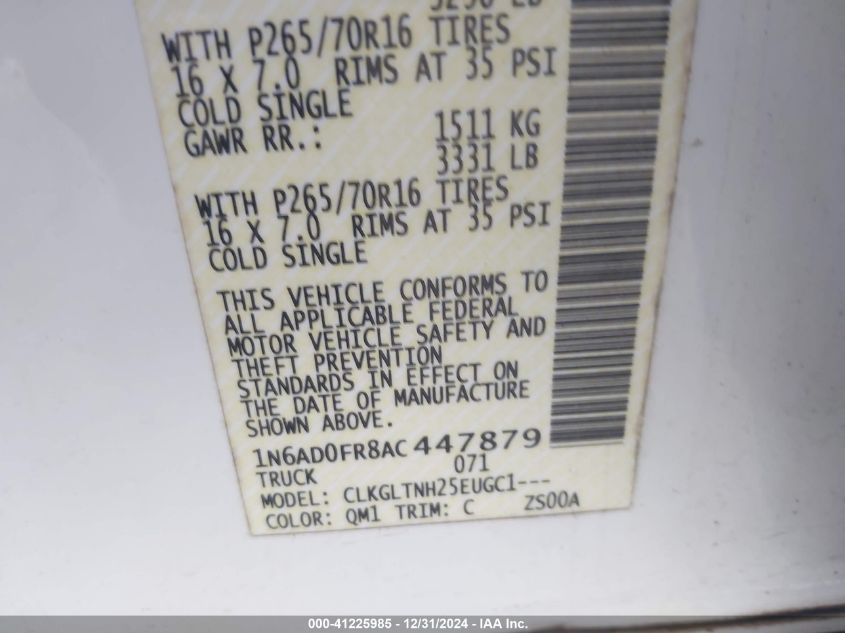 WITH P265/70R16 TIRES
16 X 7.0 RIMS AT 35 PSI
COLD SINGLE
GAWR RR.: 1511 KG
3331 LB
WITH P265/70R16 TIRES
16 X 7.0 RIMS AT 35 PSI
COLD SINGLE
THIS VEHICLE CONFORMS TO
ALL APPLICABLE FEDERAL
MOTOR VEHICLE SAFETY AND
THEFT PREVENTION
STANDARDS IN EFFECT ON
THE DATE OF MANUFACTURE
SHOWN ABOVE.
1N6AD0FR8AC 447879
TRUCK 071
MODEL: CLKGLTNH25EUGC1---
COLOR: QM1 TRIM: C ZS00A
000-41225985 - 12/31/2024 - IAA Inc.